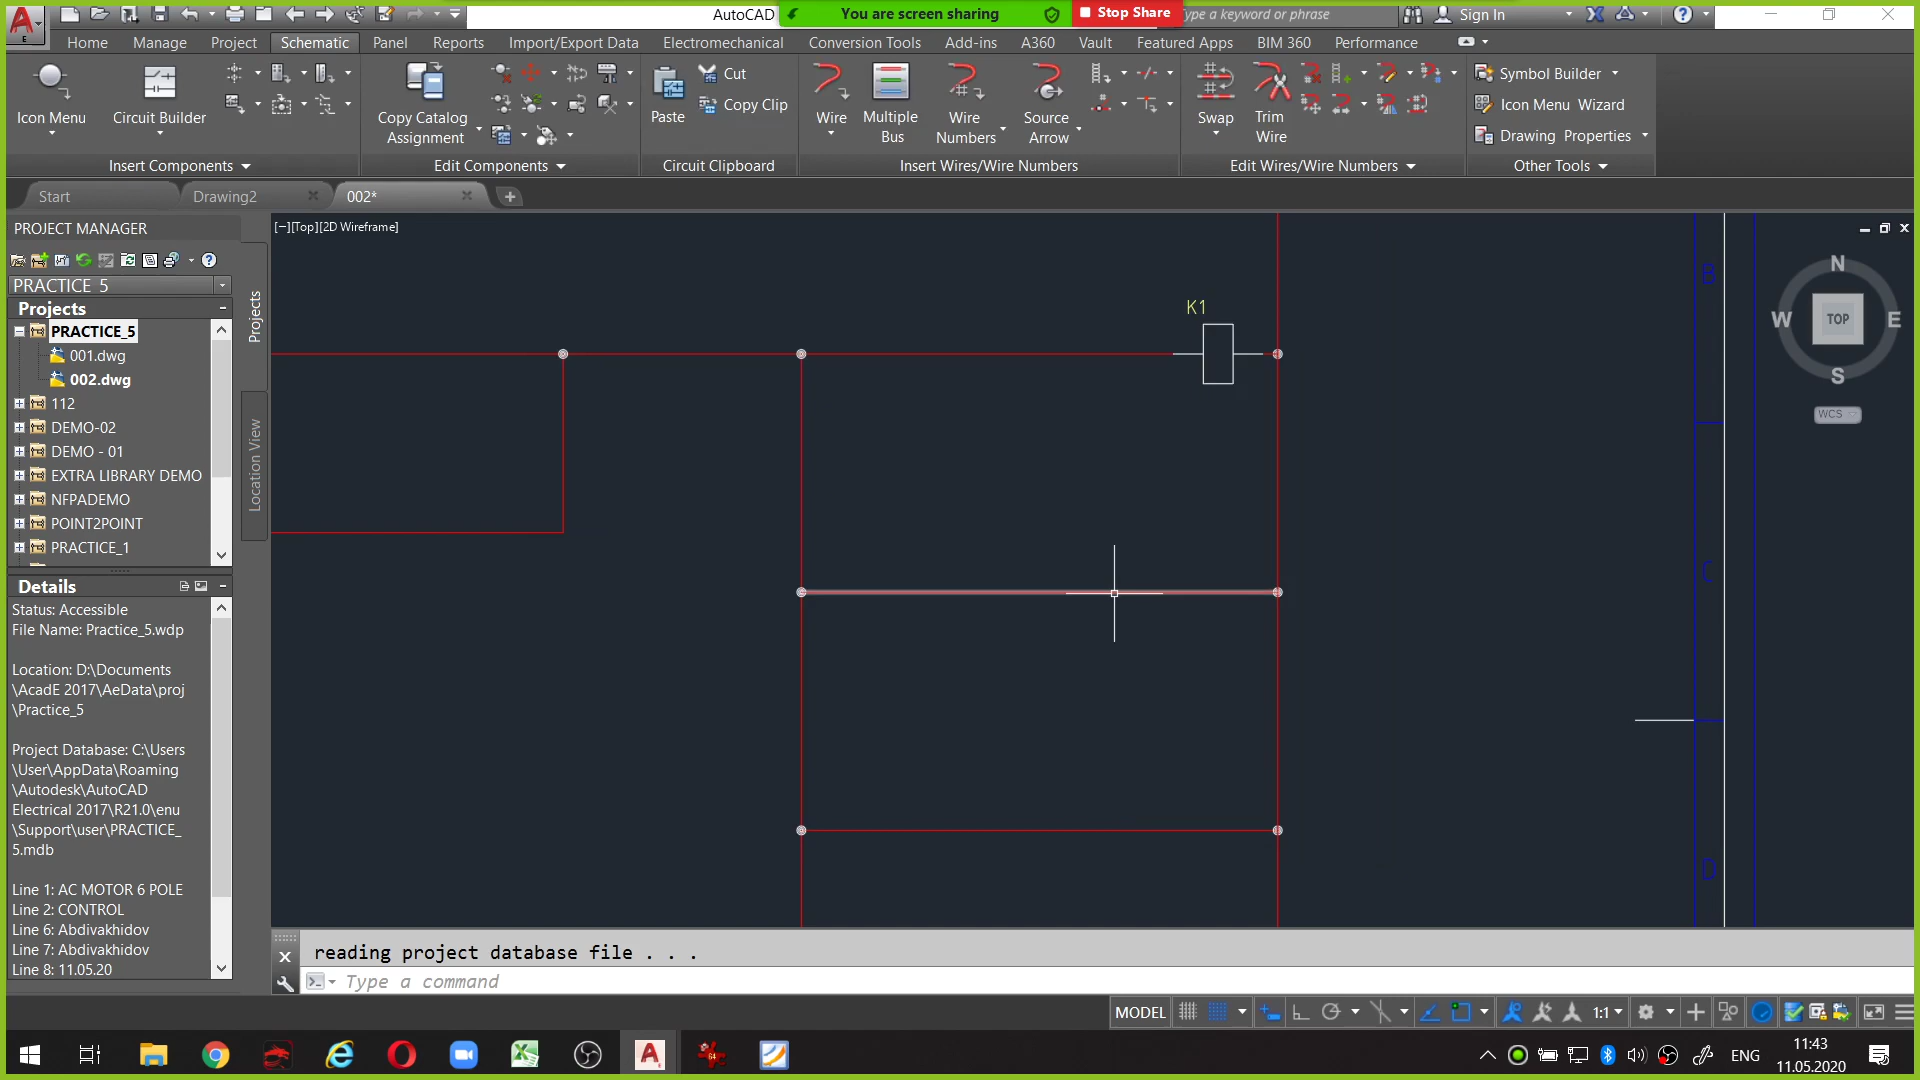 AutoCAD
You are screen sharing
Stop Share
Type a keyword or phrase
Sign In
Home
Manage
Project
Schematic
Panel
Reports
Import/Export Data
Electromechanical
Conversion Tools
Add-ins
A360
Vault
Featured Apps
BIM 360
Performance
Icon Menu
Circuit Builder
Insert Components
Copy Catalog
Assignment
Edit Components
Paste
Cut
Copy Clip
Circuit Clipboard
Wire
Multiple
Bus
Wire
Numbers
Source
Arrow
Insert Wires/Wire Numbers
Swap
Trim
Wire
Edit Wires/Wire Numbers
Symbol Builder
Icon Menu Wizard
Drawing Properties
Other Tools
Start
Drawing2
002*
PROJECT MANAGER
PRACTICE_5
Projects
PRACTICE_5
001.dwg
002.dwg
112
DEMO-02
DEMO - 01
EXTRA LIBRARY DEMO
NFPADEMO
POINT2POINT
PRACTICE_1
Projects
Location View
Details
Status: Accessible
File Name: Practice_5.wdp
Location: D:\Documents
\AcadE 2017\AeData\proj
\Practice_5
Project Database: C:\Users
\User\AppData\Roaming
\Autodesk\AutoCAD
Electrical 2017\R21.0\enu
\Support\user\PRACTICE_
5.mdb
Line 1: AC MOTOR 6 POLE
Line 2: CONTROL
Line 6: Abdivakhidov
Line 7: Abdivakhidov
Line 8: 11.05.20
[−][Top][2D Wireframe]
K1
B
C
D
N
W
TOP
E
S
WCS
reading project database file . . .
Type a command
MODEL
1:1
ENG
11:43
11.05.2020